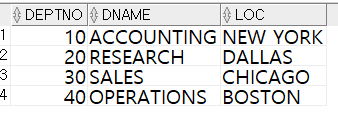 DEPTNO DNAME LOC
1 10 ACCOUNTING NEW YORK
2 20 RESEARCH DALLAS
3 30 SALES CHICAGO
4 40 OPERATIONS BOSTON